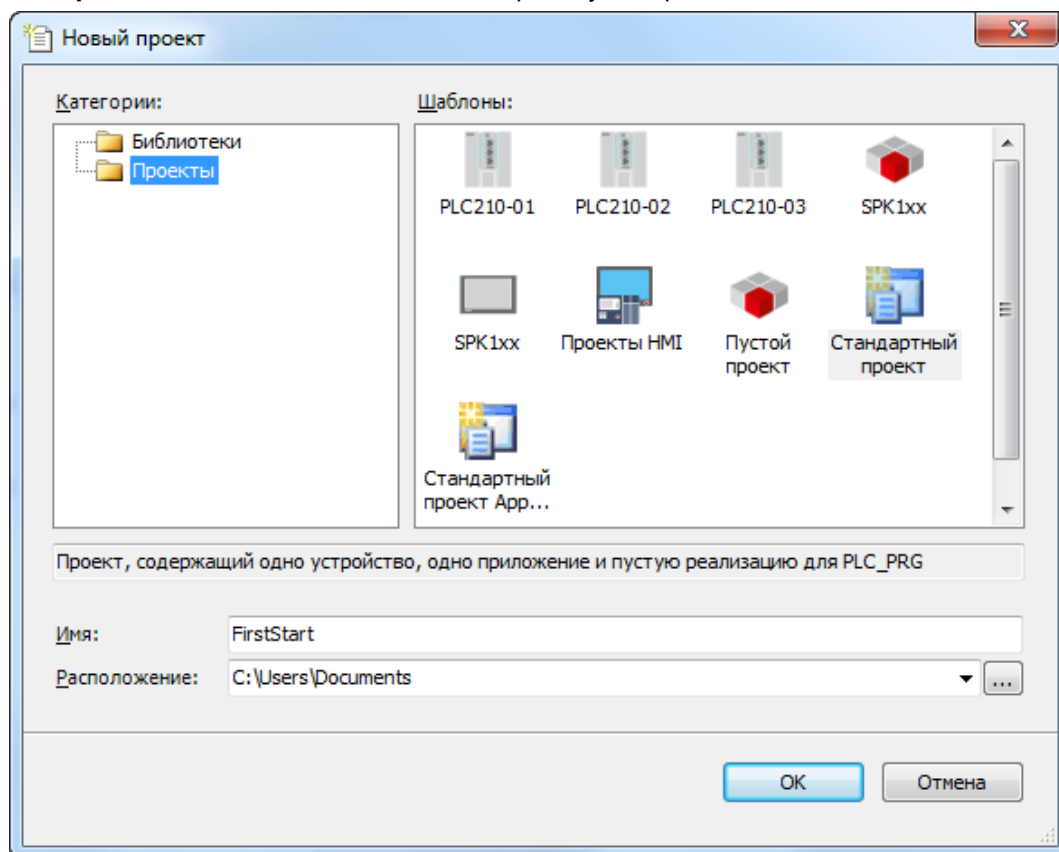 Новый проект
Категории:
Шаблоны:
Библиотеки
Проекты
PLC210-01
PLC210-02
PLC210-03
SPK1xx
SPK1xx
Проекты HMI
Пустой
проект
Стандартный
проект
Стандартный
проект App...
Проект, содержащий одно устройство, одно приложение и пустую реализацию для PLC_PRG
Имя:
FirstStart
Расположение:
C:\Users\Documents
...
OK
Отмена